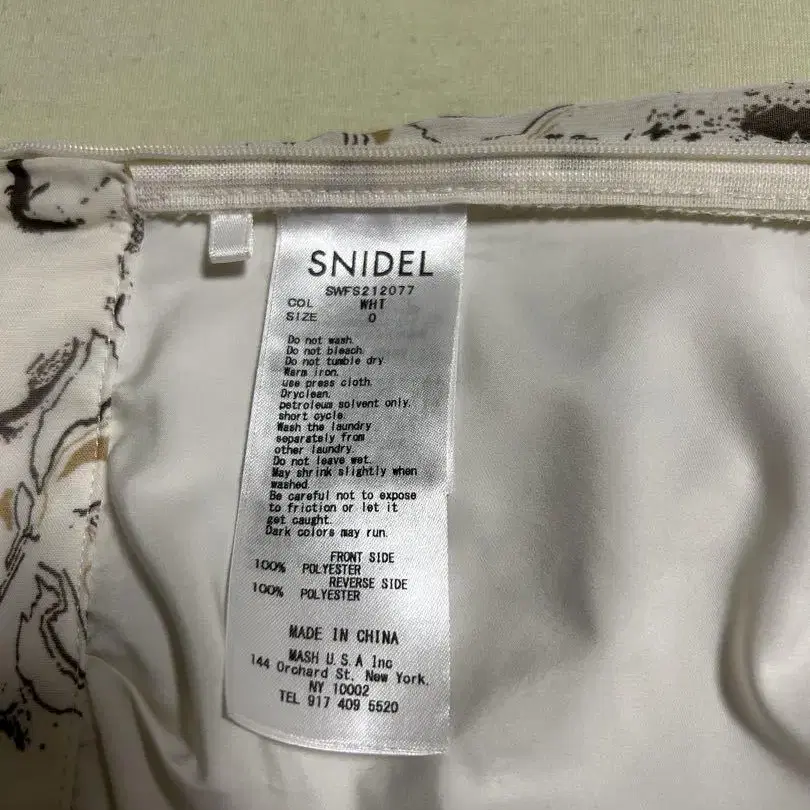 SNIDEL
SWFS212077
COL WHT
SIZE 0
Do not wash.
Do not bleach.
Do not tumble dry.
Warm iron.
use press cloth.
Dryclean.
petroleum solvent only.
short cycle.
Wash the laundry
separately from
other laundry.
Do not leave wet.
May shrink slightly when
washed.
Be careful not to expose
to friction or let it
get caught.
Dark colors may run.
FRONT SIDE
100% POLYESTER
REVERSE SIDE
100% POLYESTER
MADE IN CHINA
MASH U.S.A Inc
144 Orchard St. New York.
NY 10002
TEL 917 409 5520